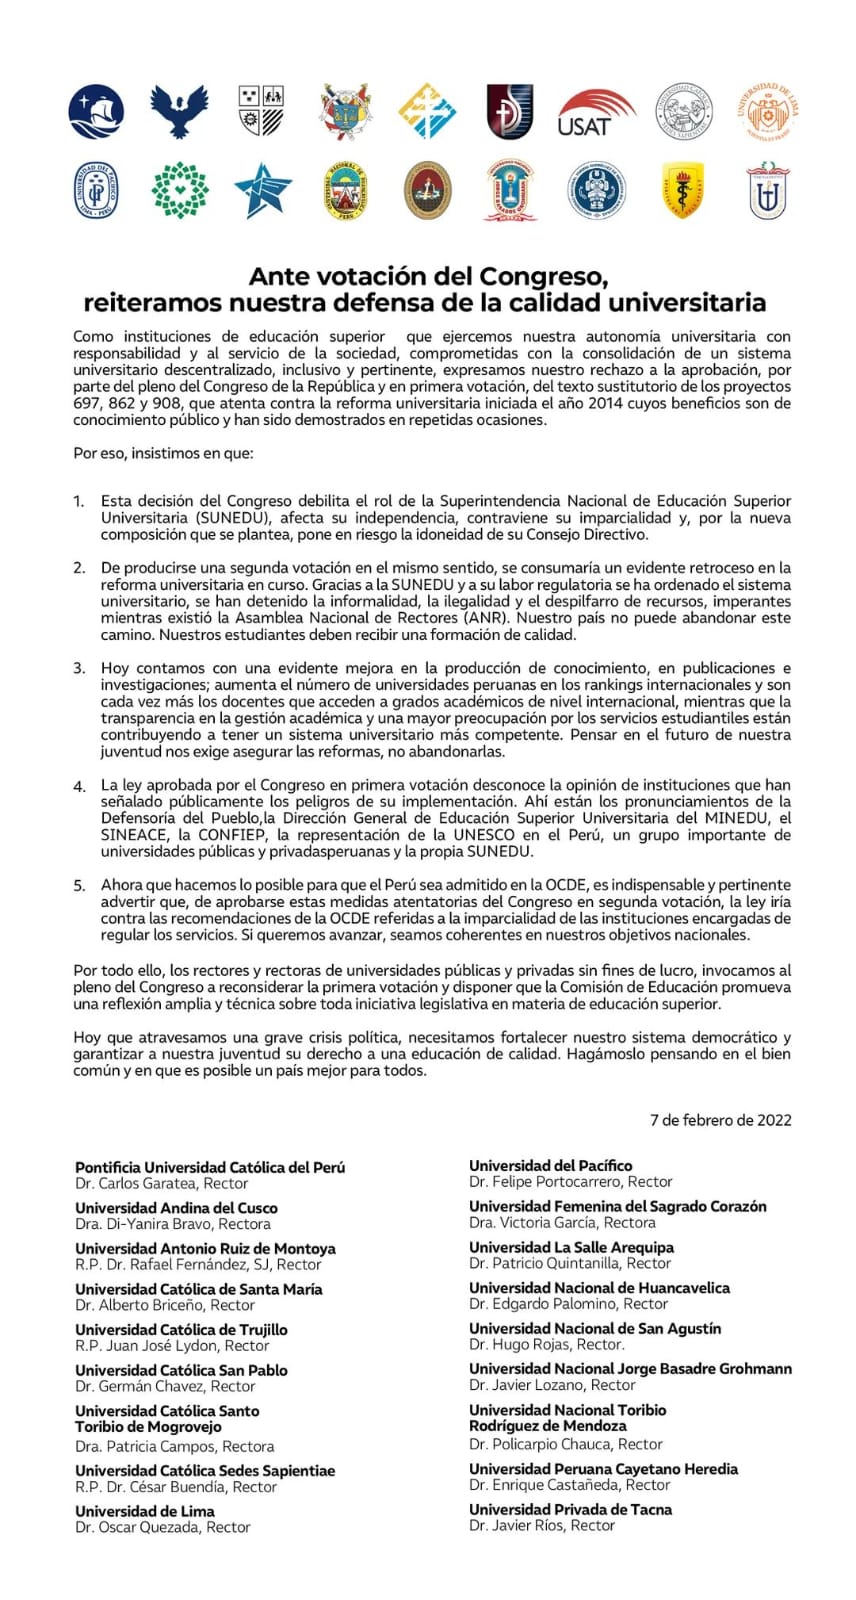 USAT
UNIVERSIDAD DE LIMA
UNIVERSIDAD DEL PACIFICO
LIMA - PERÚ
Ante votación del Congreso,
reiteramos nuestra defensa de la calidad universitaria
Como instituciones de educación superior que ejercemos nuestra autonomía universitaria con
responsabilidad y al servicio de la sociedad, comprometidas con la consolidación de un sistema
universitario descentralizado, inclusivo y pertinente, expresamos nuestro rechazo a la aprobación, por
parte del pleno del Congreso de la República y en primera votación, del texto sustitutorio de los proyectos
697, 862 y 908, que atenta contra la reforma universitaria iniciada el año 2014 cuyos beneficios son de
conocimiento público y han sido demostrados en repetidas ocasiones.
Por eso, insistimos en que:
1. Esta decisión del Congreso debilita el rol de la Superintendencia Nacional de Educación Superior
Universitaria (SUNEDU), afecta su independencia, contraviene su imparcialidad y, por la nueva
composición que se plantea, pone en riesgo la idoneidad de su Consejo Directivo.
2. De producirse una segunda votación en el mismo sentido, se consumaría un evidente retroceso en la
reforma universitaria en curso. Gracias a la SUNEDU y a su labor regulatoria se ha ordenado el sistema
universitario, se han detenido la informalidad, la ilegalidad y el despilfarro de recursos, imperantes
mientras existió la Asamblea Nacional de Rectores (ANR). Nuestro país no puede abandonar este
camino. Nuestros estudiantes deben recibir una formación de calidad.
3. Hoy contamos con una evidente mejora en la producción de conocimiento, en publicaciones e
investigaciones; aumenta el número de universidades peruanas en los rankings internacionales y son
cada vez más los docentes que acceden a grados académicos de nivel internacional, mientras que la
transparencia en la gestión académica y una mayor preocupación por los servicios estudiantiles están
contribuyendo a tener un sistema universitario más competente. Pensar en el futuro de nuestra
juventud nos exige asegurar las reformas, no abandonarlas.
4. La ley aprobada por el Congreso en primera votación desconoce la opinión de instituciones que han
señalado públicamente los peligros de su implementación. Ahí están los pronunciamientos de la
Defensoría del Pueblo,la Dirección General de Educación Superior Universitaria del MINEDU, el
SINEACE, la CONFIEP, la representación de la UNESCO en el Perú, un grupo importante de
universidades públicas y privadasperuanas y la propia SUNEDU.
5. Ahora que hacemos lo posible para que el Perú sea admitido en la OCDE, es indispensable y pertinente
advertir que, de aprobarse estas medidas atentatorias del Congreso en segunda votación, la ley iría
contra las recomendaciones de la OCDE referidas a la imparcialidad de las instituciones encargadas de
regular los servicios. Si queremos avanzar, seamos coherentes en nuestros objetivos nacionales.
Por todo ello, los rectores y rectoras de universidades públicas y privadas sin fines de lucro, invocamos al
pleno del Congreso a reconsiderar la primera votación y disponer que la Comisión de Educación promueva
una reflexión amplia y técnica sobre toda iniciativa legislativa en materia de educación superior.
Hoy que atravesamos una grave crisis política, necesitamos fortalecer nuestro sistema democrático y
garantizar a nuestra juventud su derecho a una educación de calidad. Hagámoslo pensando en el bien
común y en que es posible un país mejor para todos.
7 de febrero de 2022
Pontificia Universidad Católica del Perú
Dr. Carlos Garatea, Rector
Universidad Andina del Cusco
Dra. Di-Yanira Bravo, Rectora
Universidad Antonio Ruiz de Montoya
R.P. Dr. Rafael Fernández, SJ, Rector
Universidad Católica de Santa María
Dr. Alberto Briceño, Rector
Universidad Católica de Trujillo
R.P. Juan José Lydon, Rector
Universidad Católica San Pablo
Dr. Germán Chavez, Rector
Universidad Católica Santo
Toribio de Mogrovejo
Dra. Patricia Campos, Rectora
Universidad Católica Sedes Sapientiae
R.P. Dr. César Buendía, Rector
Universidad de Lima
Dr. Oscar Quezada, Rector
Universidad del Pacífico
Dr. Felipe Portocarrero, Rector
Universidad Femenina del Sagrado Corazón
Dra. Victoria García, Rectora
Universidad La Salle Arequipa
Dr. Patricio Quintanilla, Rector
Universidad Nacional de Huancavelica
Dr. Edgardo Palomino, Rector
Universidad Nacional de San Agustín
Dr. Hugo Rojas, Rector.
Universidad Nacional Jorge Basadre Grohmann
Dr. Javier Lozano, Rector
Universidad Nacional Toribio
Rodríguez de Mendoza
Dr. Policarpio Chauca, Rector
Universidad Peruana Cayetano Heredia
Dr. Enrique Castañeda, Rector
Universidad Privada de Tacna
Dr. Javier Ríos, Rector